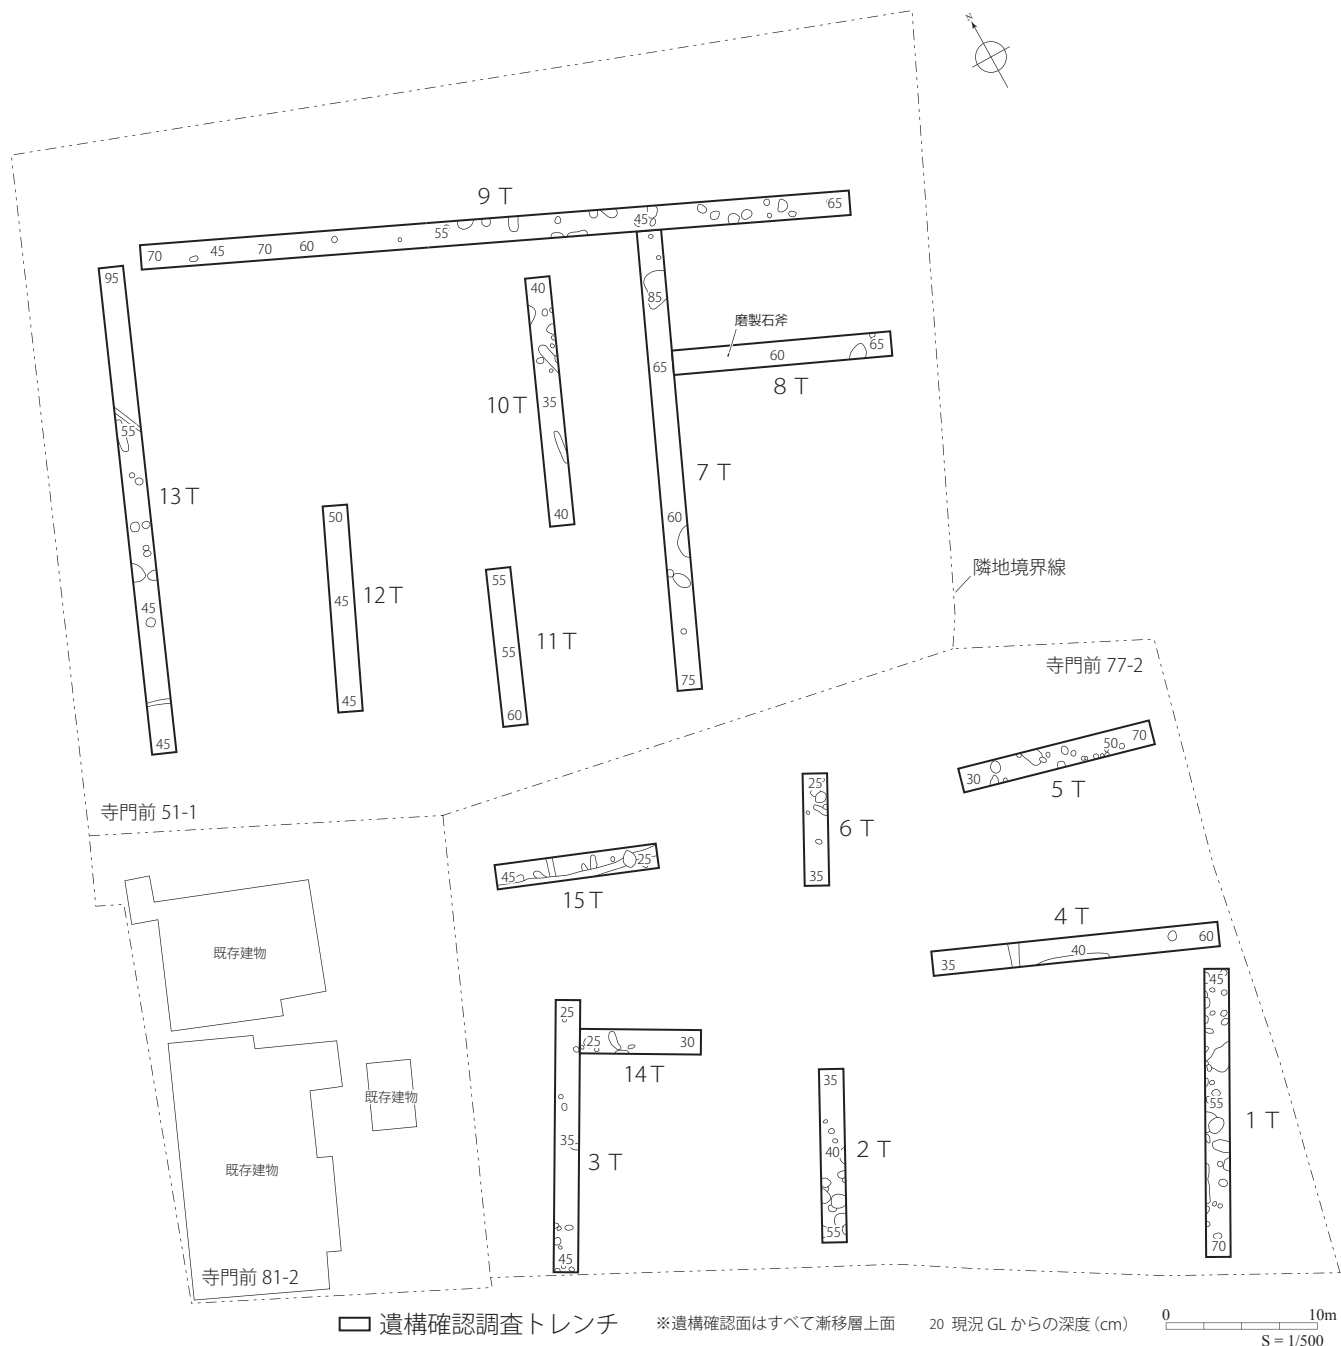 N
9 T
70 45 70 60 55 45 65
95
55
13 T
45
45
40
10 T 35
40
85
65
7 T
60
75
磨製石斧
60 65
8 T
50
45 12 T
45
55
55 11 T
60
隣地境界線
寺門前 77-2
寺門前 51-1
30 50 70
5 T
25
6 T
35
45 25
15 T
4 T
35 40 60
既存建物
既存建物
既存建物
寺門前 81-2
25
35
3 T
45
25 30
14 T
35
40 2 T
55
45
55 1 T
70
遺構確認調査トレンチ ※遺構確認面はすべて漸移層上面 20 現況 GL からの深度 (cm) 0 10m
S = 1/500